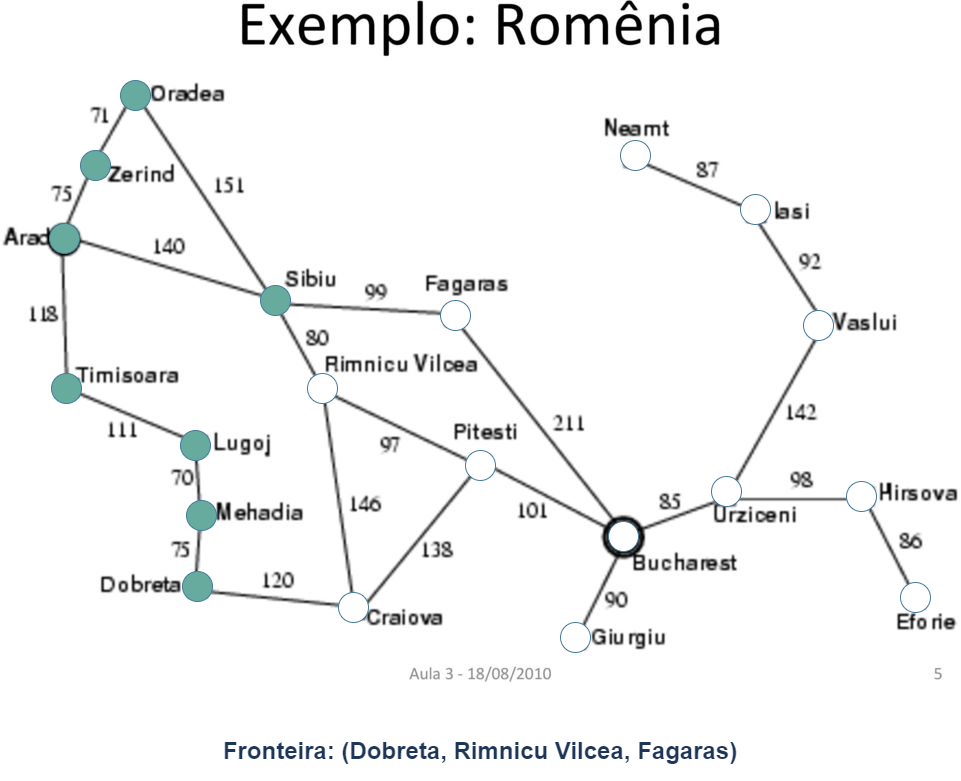 Exemplo: Romênia
Oradea
71
Neamt
Zerind
87
75
151
Iasi
Arad
140
92
Sibiu
Fagaras
99
118
Vaslui
80
Rimnicu Vilcea
Timisoara
142
211
111
Pitesti
Lugoj
97
70
98
Hirsova
146
101
85
Urziceni
Mehadia
86
138
75
Bucharest
120
Dobreta
90
Craiova
Eforie
Giurgiu
Aula 3 - 18/08/2010
5
Fronteira: (Dobreta, Rimnicu Vilcea, Fagaras)